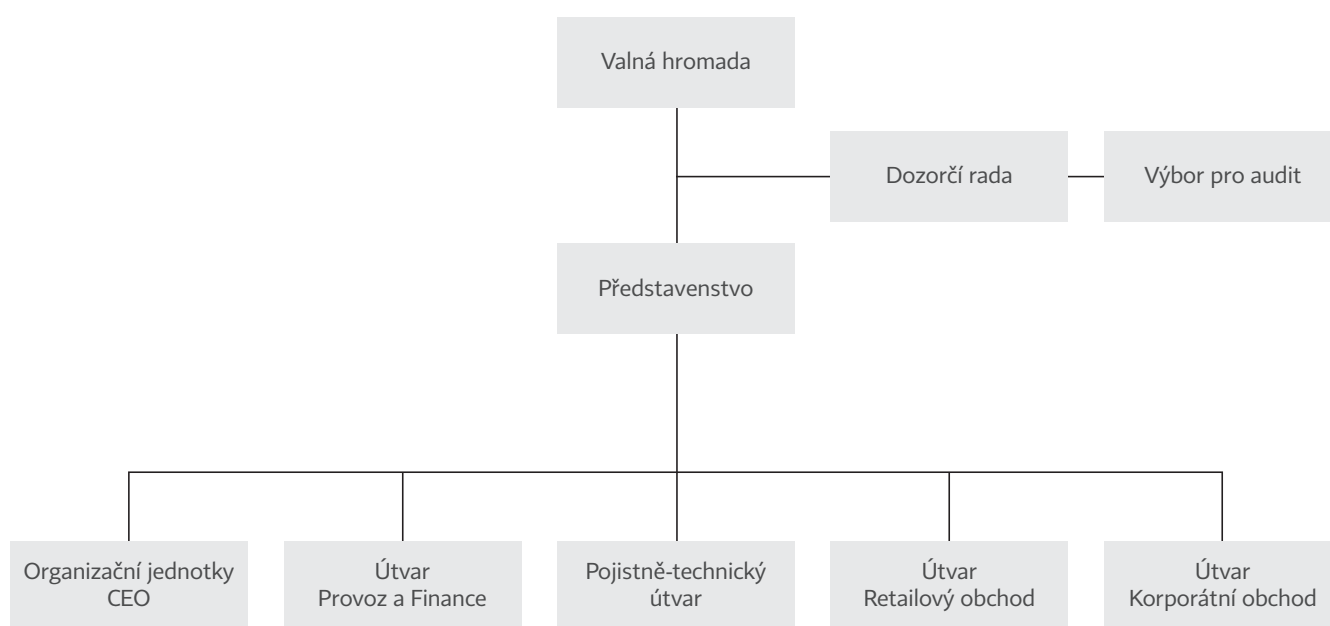 Valná hromada
Dozorčí rada
Výbor pro audit
Představenstvo
Organizační jednotky
CEO
Útvar
Provoz a Finance
Pojistně-technický
útvar
Útvar
Retailový obchod
Útvar
Korporátní obchod